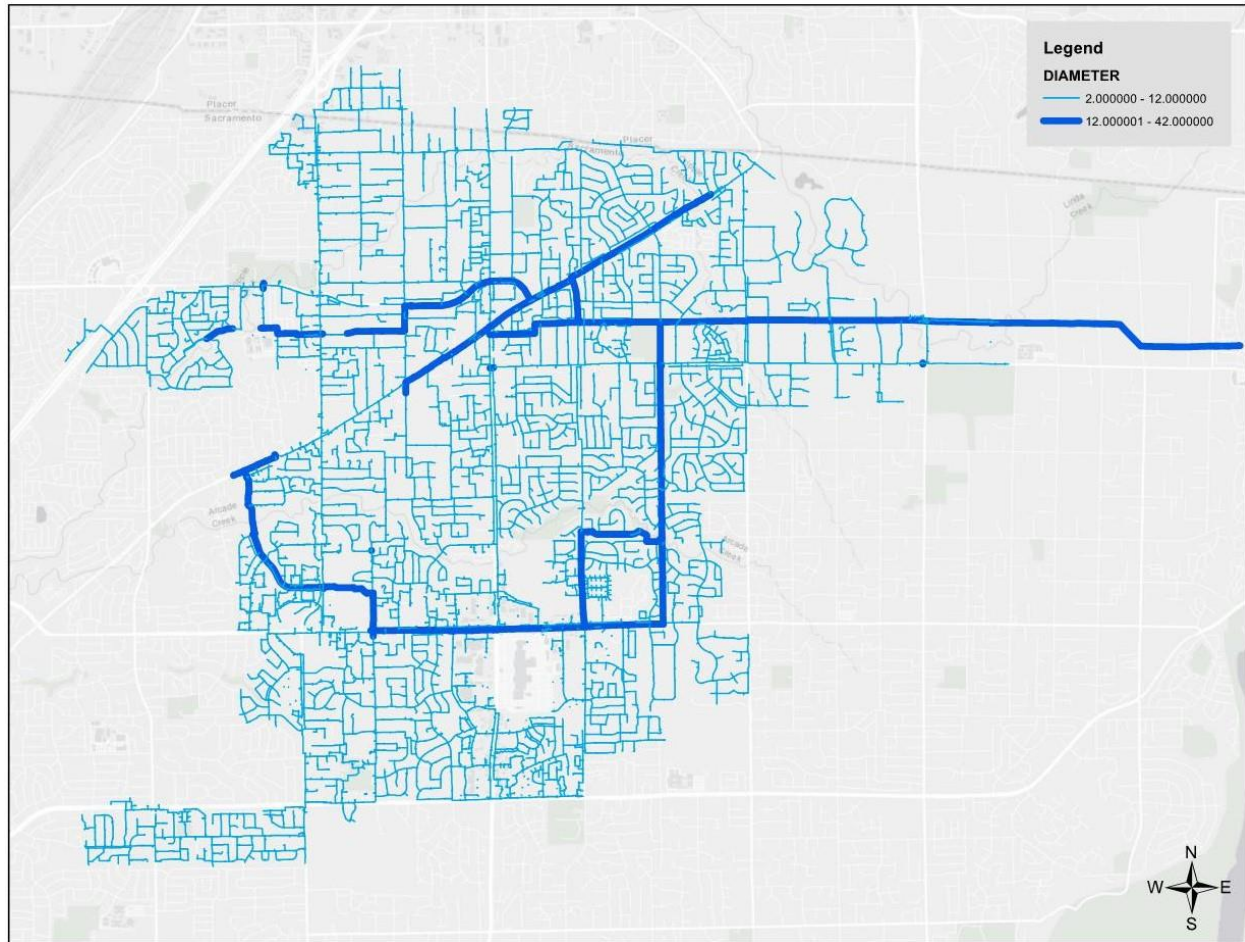 Legend
DIAMETER
2.000000 - 12.000000
12.000001 - 42.000000
Placer
Sacramento
Placer
Sacramento
Linda
Creek
Arcade
Creek
Arcade
Creek
N
W
E
S